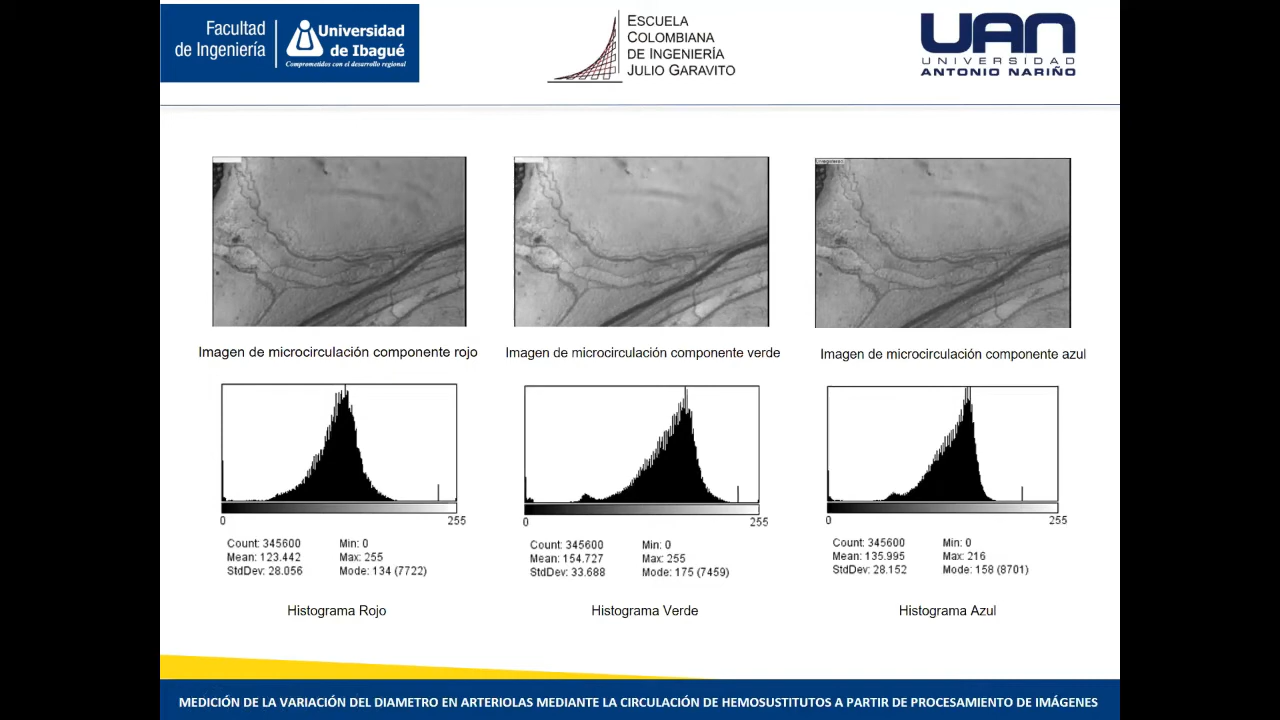 Facultad
de Ingeniería
Universidad
de Ibagué
Comprometidos con el desarrollo regional
ESCUELA
COLOMBIANA
DE INGENIERÍA
JULIO GARAVITO
UAN
UNIVERSIDAD
ANTONIO NARIÑO
Imagen de microcirculación componente rojo
Imagen de microcirculación componente verde
Imagen de microcirculación componente azul
0 255
Count: 345600 Min: 0
Mean: 123.442 Max: 255
StdDev: 28.056 Mode: 134 (7722)
0 255
Count: 345600 Min: 0
Mean: 154.727 Max: 255
StdDev: 33.688 Mode: 175 (7459)
0 255
Count: 345600 Min: 0
Mean: 135.995 Max: 216
StdDev: 28.152 Mode: 158 (8701)
Histograma Rojo
Histograma Verde
Histograma Azul
MEDICIÓN DE LA VARIACIÓN DEL DIAMETRO EN ARTERIOLAS MEDIANTE LA CIRCULACIÓN DE HEMOSUSTITUTOS A PARTIR DE PROCESAMIENTO DE IMÁGENES